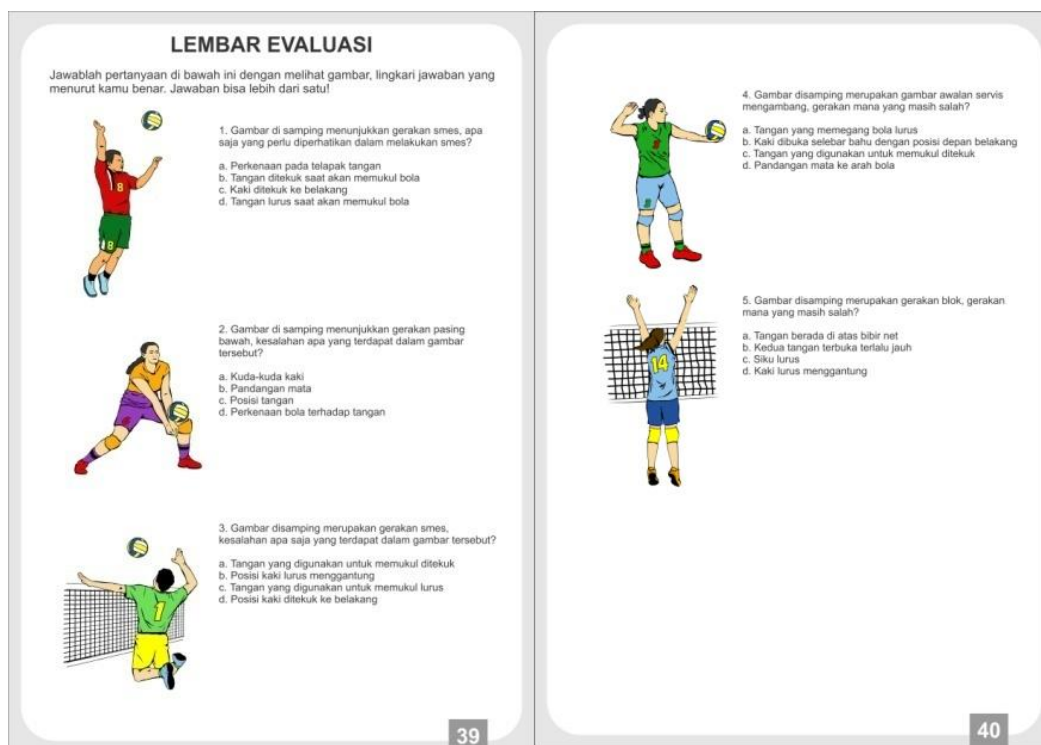 LEMBAR EVALUASI
Jawablah pertanyaan di bawah ini dengan melihat gambar, lingkari jawaban yang
menurut kamu benar. Jawaban bisa lebih dari satu!
1. Gambar di samping menunjukkan gerakan smes, apa
saja yang perlu diperhatikan dalam melakukan smes?
a. Perkenaan pada telapak tangan
b. Tangan ditekuk saat akan memukul bola
c. Kaki ditekuk ke belakang
d. Tangan lurus saat akan memukul bola
8
8
2. Gambar di samping menunjukkan gerakan pasing
bawah, kesalahan apa yang terdapat dalam gambar
tersebut?
a. Kuda-kuda kaki
b. Pandangan mata
c. Posisi tangan
d. Perkenaan bola terhadap tangan
3. Gambar disamping merupakan gerakan smes,
kesalahan apa saja yang terdapat dalam gambar tersebut?
a. Tangan yang digunakan untuk memukul ditekuk
b. Posisi kaki lurus menggantung
c. Tangan yang digunakan untuk memukul lurus
d. Posisi kaki ditekuk ke belakang
1
39
4. Gambar disamping merupakan gambar awalan servis
mengambang, gerakan mana yang masih salah?
a. Tangan yang memegang bola lurus
b. Kaki dibuka selebar bahu dengan posisi depan belakang
c. Tangan yang digunakan untuk memukul ditekuk
d. Pandangan mata ke arah bola
5. Gambar disamping merupakan gerakan blok, gerakan
mana yang masih salah?
a. Tangan berada di atas bibir net
b. Kedua tangan terbuka terlalu jauh
c. Siku lurus
d. Kaki lurus menggantung
14
40